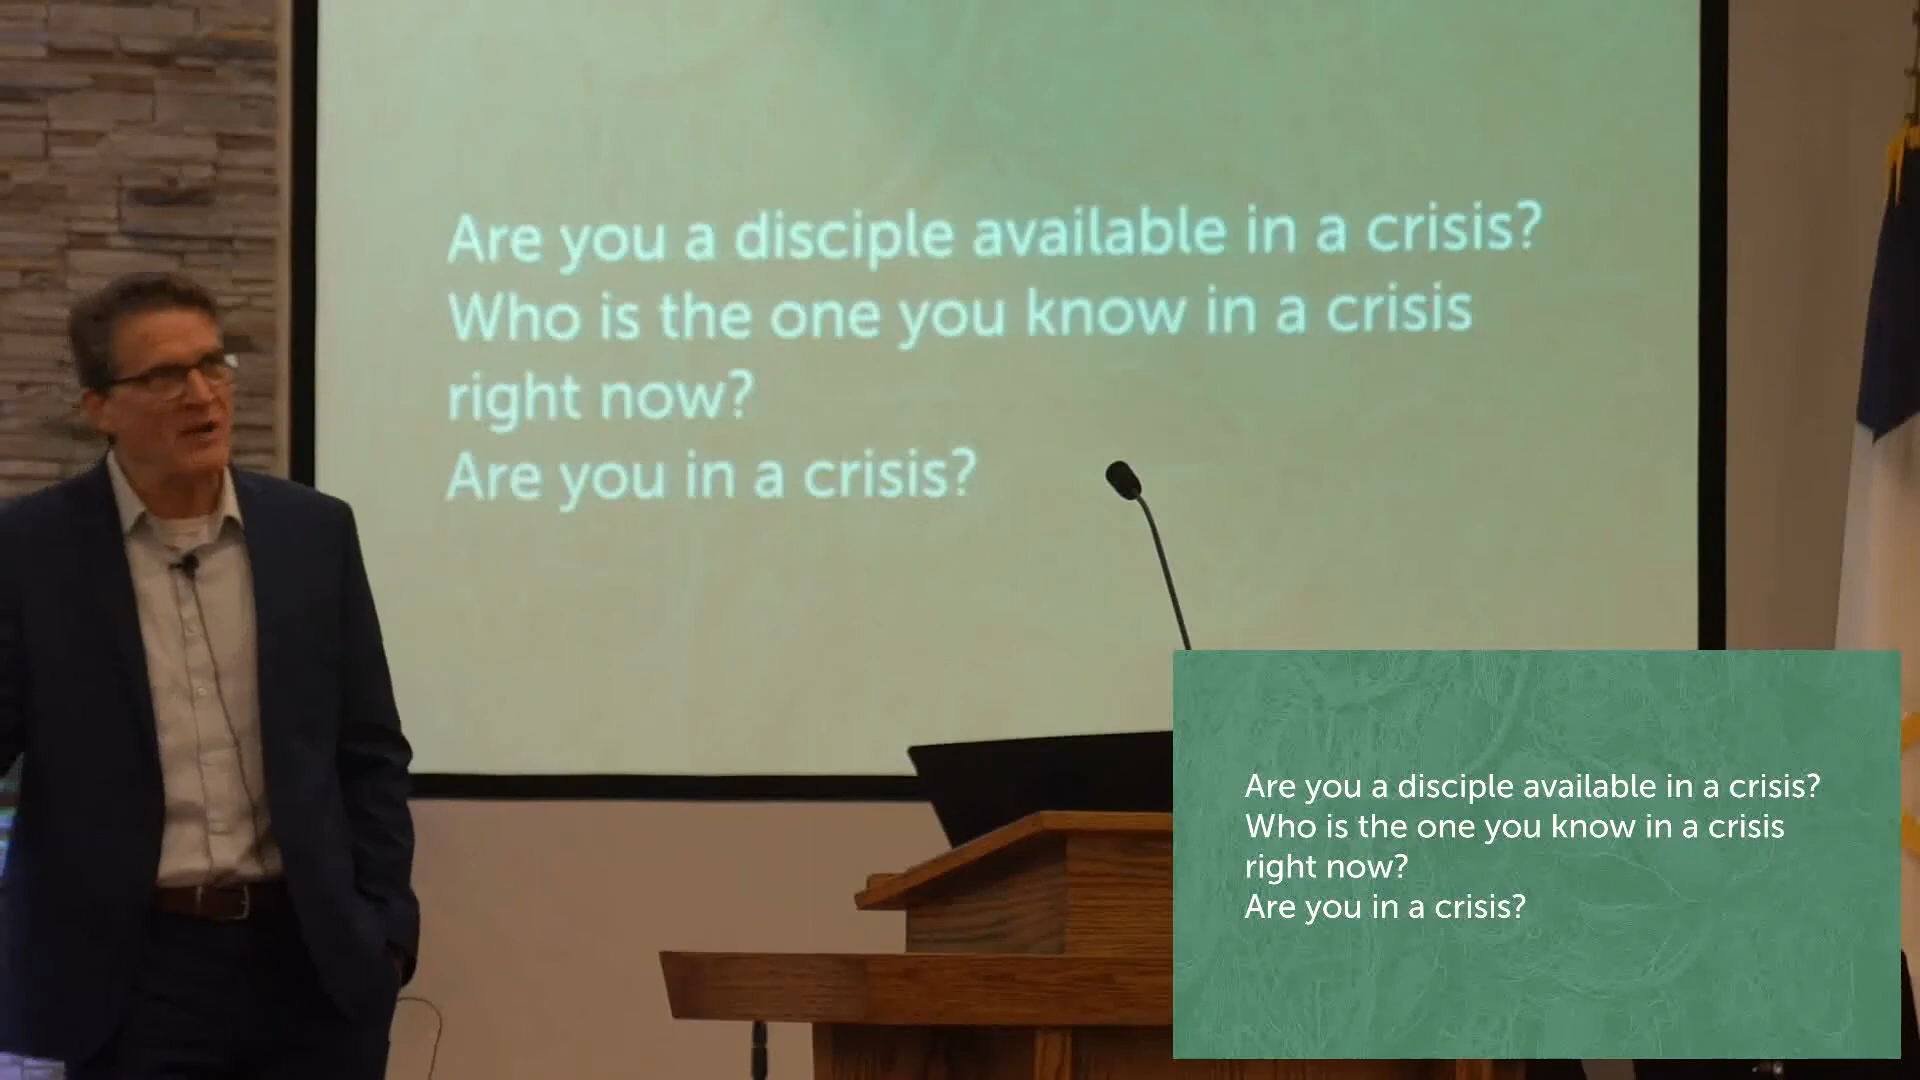 Are you a disciple available in a crisis?
Who is the one you know in a crisis
right now?
Are you in a crisis?
Are you a disciple available in a crisis?
Who is the one you know in a crisis
right now?
Are you in a crisis?